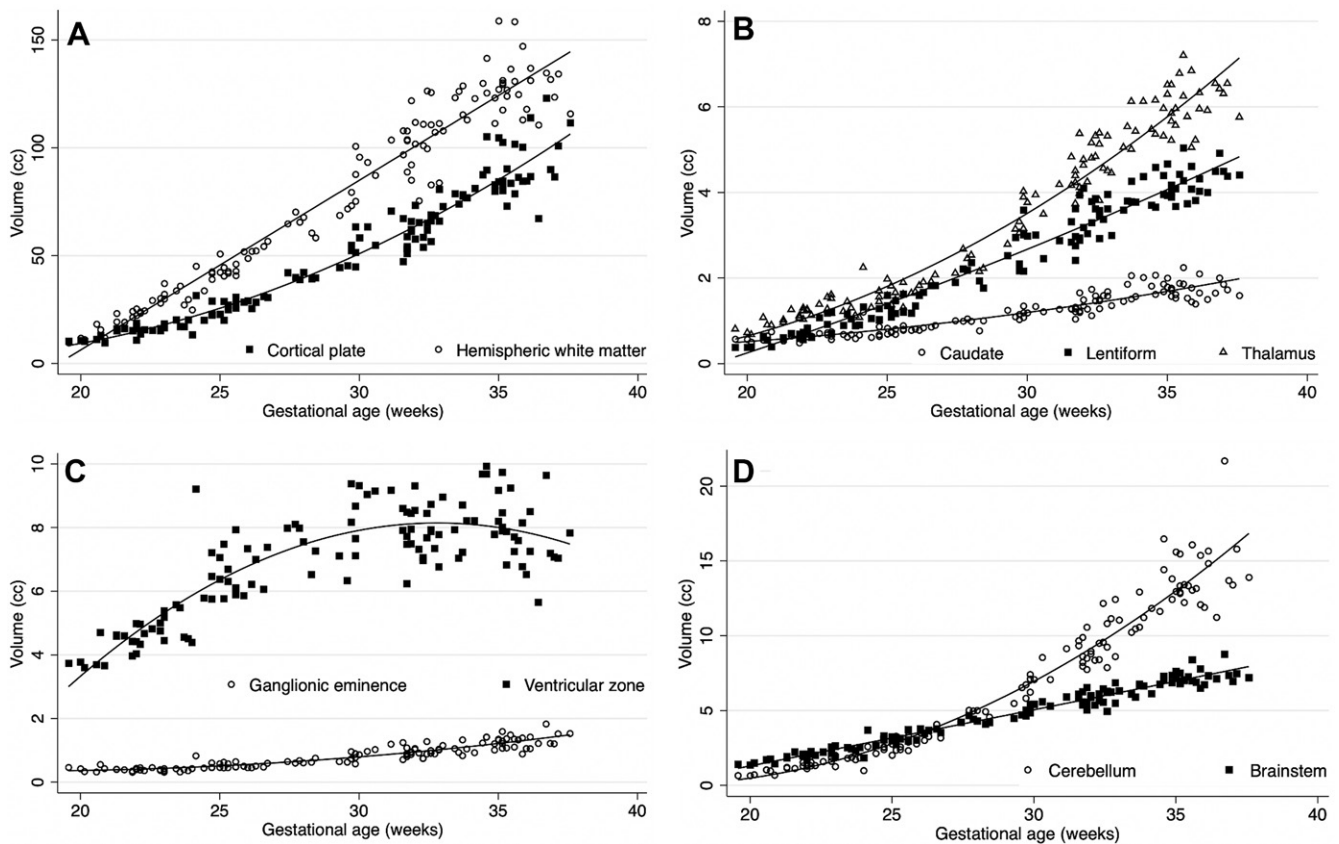 A
Volume (cc)
150
100
50
0
Cortical plate
Hemispheric white matter
20 25 30 35 40
Gestational age (weeks)
B
Volume (cc)
8
6
4
2
0
Caudate
Lentiform
Thalamus
20 25 30 35 40
Gestational age (weeks)
C
Volume (cc)
10
8
6
4
2
0
Ganglionic eminence
Ventricular zone
20 25 30 35 40
Gestational age (weeks)
D
Volume (cc)
20
15
10
5
0
Cerebellum
Brainstem
20 25 30 35 40
Gestational age (weeks)